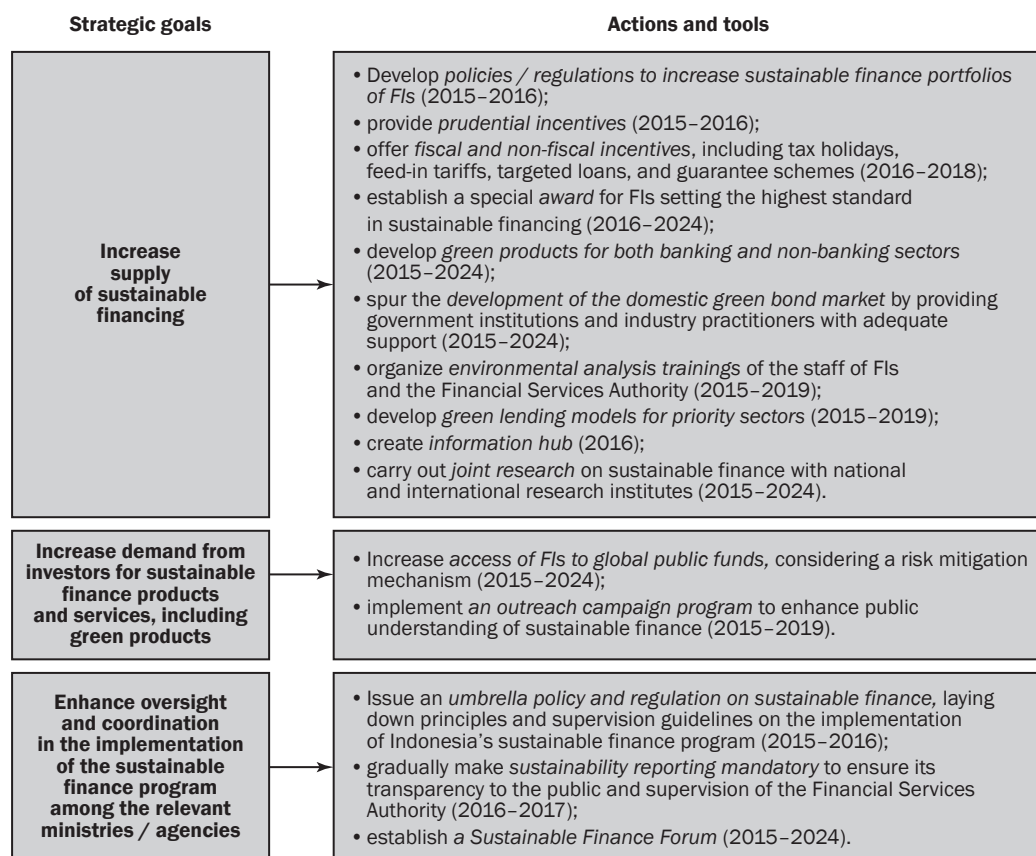 Strategic goals
Actions and tools
Increase
supply
of sustainable
financing
• Develop policies / regulations to increase sustainable finance portfolios
of FIs (2015–2016);
• provide prudential incentives (2015–2016);
• offer fiscal and non-fiscal incentives, including tax holidays,
feed-in tariffs, targeted loans, and guarantee schemes (2016–2018);
• establish a special award for FIs setting the highest standard
in sustainable financing (2016–2024);
• develop green products for both banking and non-banking sectors
(2015–2024);
• spur the development of the domestic green bond market by providing
government institutions and industry practitioners with adequate
support (2015–2024);
• organize environmental analysis trainings of the staff of FIs
and the Financial Services Authority (2015–2019);
• develop green lending models for priority sectors (2015–2019);
• create information hub (2016);
• carry out joint research on sustainable finance with national
and international research institutes (2015–2024).
Increase demand from
investors for sustainable
finance products
and services, including
green products
• Increase access of FIs to global public funds, considering a risk mitigation
mechanism (2015–2024);
• implement an outreach campaign program to enhance public
understanding of sustainable finance (2015–2019).
Enhance oversight
and coordination
in the implementation
of the sustainable
finance program
among the relevant
ministries / agencies
• Issue an umbrella policy and regulation on sustainable finance, laying
down principles and supervision guidelines on the implementation
of Indonesia's sustainable finance program (2015–2016);
• gradually make sustainability reporting mandatory to ensure its
transparency to the public and supervision of the Financial Services
Authority (2016–2017);
• establish a Sustainable Finance Forum (2015–2024).